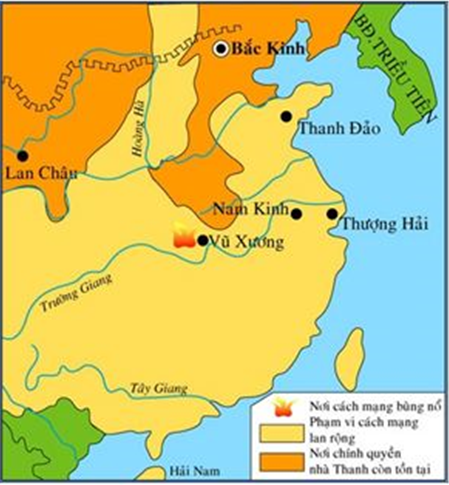 Bắc Kinh
BĐ.TRIỀU TIÊN
Hoàng Hà
Thanh Đảo
Lan Châu
Nam Kinh
Thượng Hải
Vũ Xương
Trường Giang
Tây Giang
Hải Nam
Nơi cách mạng bùng nổ
Phạm vi cách mạng
lan rộng
Nơi chính quyền
nhà Thanh còn tồn tại